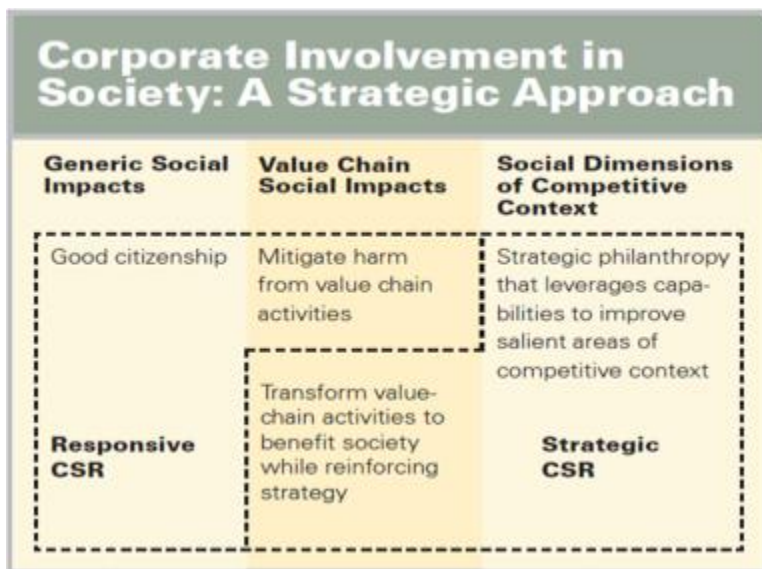 Corporate Involvement in
Society: A Strategic Approach
Generic Social
Impacts
Value Chain
Social Impacts
Social Dimensions
of Competitive
Context
Good citizenship
Mitigate harm
from value chain
activities
Strategic philanthropy
that leverages capa-
bilities to improve
salient areas of
competitive context
Transform value-
chain activities to
benefit society
while reinforcing
strategy
Responsive
CSR
Strategic
CSR